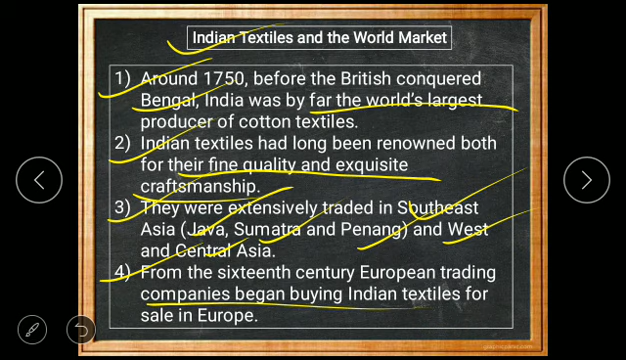 Indian Textiles and the World Market
1) Around 1750, before the British conquered
Bengal, India was by far the world's largest
producer of cotton textiles.
2) Indian textiles had long been renowned both
for their fine quality and exquisite
craftsmanship.
3) They were extensively traded in Southeast
Asia (Java, Sumatra and Penang) and West
and Central Asia.
4) From the sixteenth century European trading
companies began buying Indian textiles for
sale in Europe.